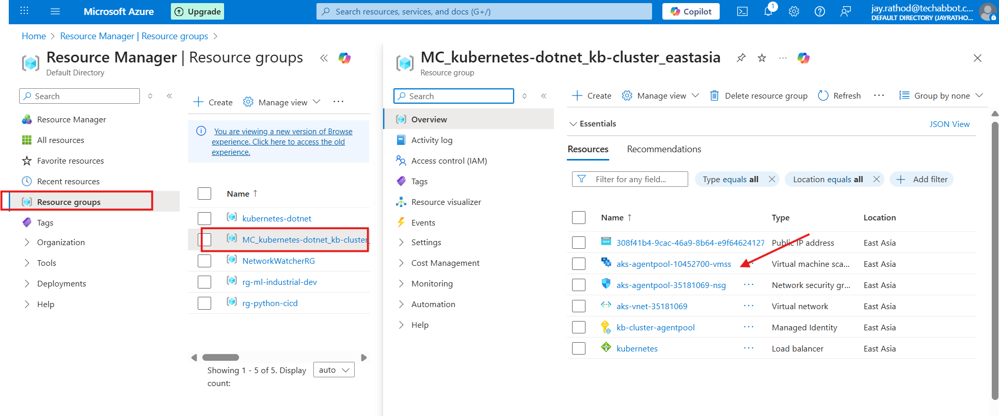 Microsoft Azure
Upgrade
Search resources, services, and docs (G+/)
Copilot
1
jay.rathod@techabbot.c...
DEFAULT DIRECTORY (JAYRATHO...
Home > Resource Manager | Resource groups >
Resource Manager | Resource groups
Default Directory
Search
Resource Manager
All resources
Favorite resources
Recent resources
Resource groups
Tags
Organization
Tools
Deployments
Help
Create
Manage view
...
You are viewing a new version of Browse
experience. Click here to access the old
experience.
Name ↑
kubernetes-dotnet
MC_kubernetes-dotnet_kb-cluster_
NetworkWatcherRG
rg-ml-industrial-dev
rg-python-cicd
Showing 1 - 5 of 5. Display
count:
auto
MC_kubernetes-dotnet_kb-cluster_eastasia
Resource group
Search
Overview
Activity log
Access control (IAM)
Tags
Resource visualizer
Events
Settings
Cost Management
Monitoring
Automation
Help
Create
Manage view
Delete resource group
Refresh
...
Group by none
Essentials
JSON View
Resources
Recommendations
Filter for any field...
Type equals all
Location equals all
Add filter
Name ↑ Type Location
308f41b4-9cac-46a9-8b64-e9f64624127 Public IP address East Asia
aks-agentpool-10452700-vmss Virtual machine sca... East Asia
aks-agentpool-35181069-nsg ... Network security gr... East Asia
aks-vnet-35181069 ... Virtual network East Asia
kb-cluster-agentpool ... Managed Identity East Asia
kubernetes ... Load balancer East Asia